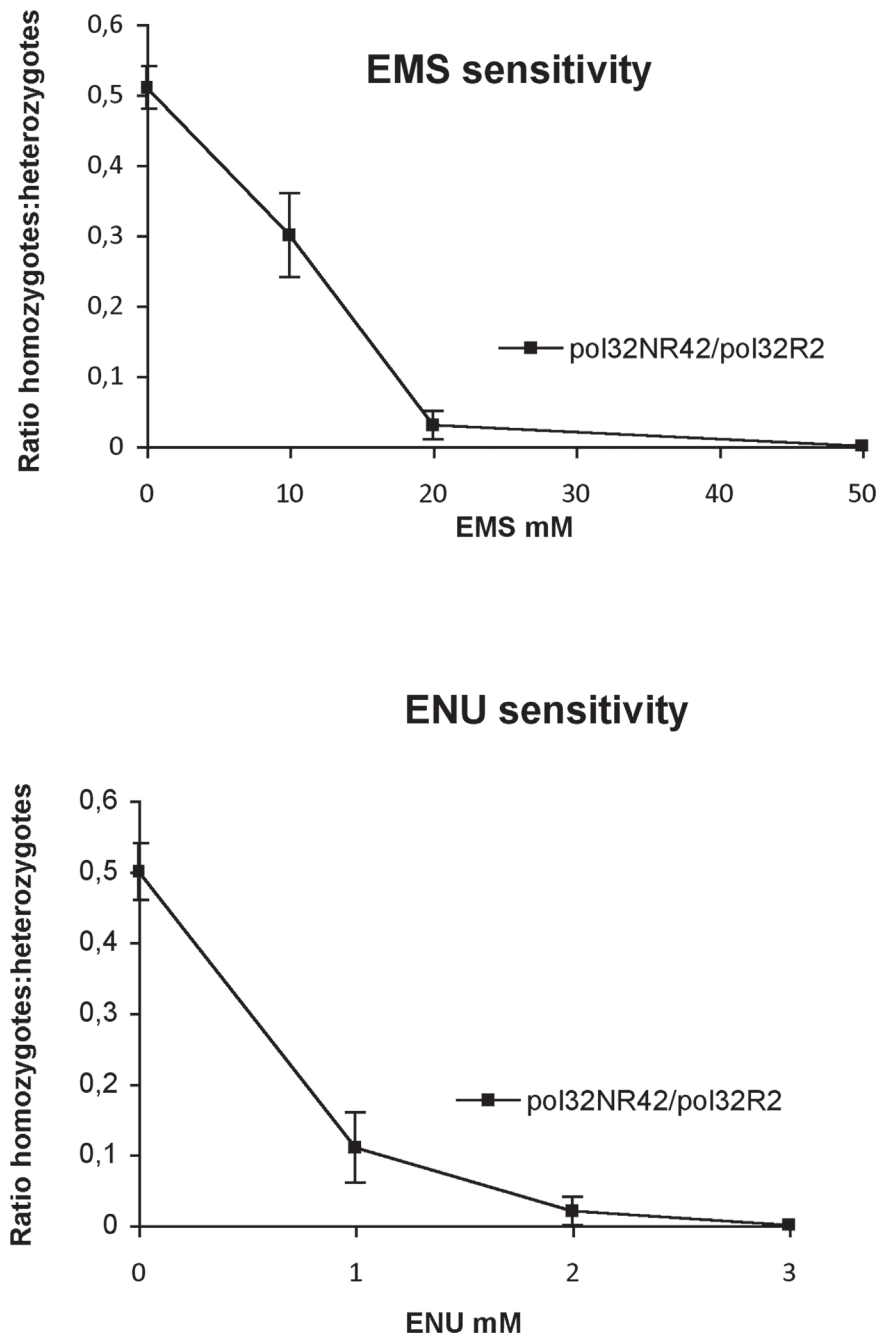 EMS sensitivity
Ratio homozygotes:heterozygotes
0,6
0,5
0,4
0,3
0,2
0,1
0
pol32NR42/pol32R2
0 10 20 30 40 50
EMS mM
ENU sensitivity
Ratio homozygotes:heterozygotes
0,6
0,5
0,4
0,3
0,2
0,1
0
pol32NR42/pol32R2
0 1 2 3
ENU mM